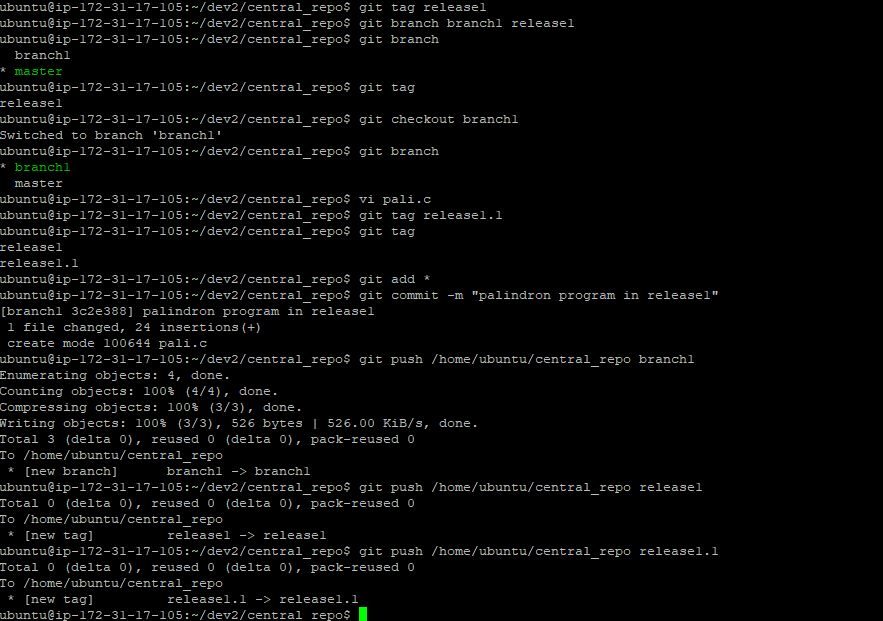 ubuntu@ip-172-31-17-105:~/dev2/central_repo$ git tag release1
ubuntu@ip-172-31-17-105:~/dev2/central_repo$ git branch branch1 release1
ubuntu@ip-172-31-17-105:~/dev2/central_repo$ git branch
  branch1
* master
ubuntu@ip-172-31-17-105:~/dev2/central_repo$ git tag
release1
ubuntu@ip-172-31-17-105:~/dev2/central_repo$ git checkout branch1
Switched to branch 'branch1'
ubuntu@ip-172-31-17-105:~/dev2/central_repo$ git branch
* branch1
  master
ubuntu@ip-172-31-17-105:~/dev2/central_repo$ vi pali.c
ubuntu@ip-172-31-17-105:~/dev2/central_repo$ git tag release1.1
ubuntu@ip-172-31-17-105:~/dev2/central_repo$ git tag
release1
release1.1
ubuntu@ip-172-31-17-105:~/dev2/central_repo$ git add *
ubuntu@ip-172-31-17-105:~/dev2/central_repo$ git commit -m "palindron program in release1"
[branch1 3c2e388] palindron program in release1
 1 file changed, 24 insertions(+)
 create mode 100644 pali.c
ubuntu@ip-172-31-17-105:~/dev2/central_repo$ git push /home/ubuntu/central_repo branch1
Enumerating objects: 4, done.
Counting objects: 100% (4/4), done.
Compressing objects: 100% (3/3), done.
Writing objects: 100% (3/3), 526 bytes | 526.00 KiB/s, done.
Total 3 (delta 0), reused 0 (delta 0), pack-reused 0
To /home/ubuntu/central_repo
 * [new branch]      branch1 -> branch1
ubuntu@ip-172-31-17-105:~/dev2/central_repo$ git push /home/ubuntu/central_repo release1
Total 0 (delta 0), reused 0 (delta 0), pack-reused 0
To /home/ubuntu/central_repo
 * [new tag]         release1 -> release1
ubuntu@ip-172-31-17-105:~/dev2/central_repo$ git push /home/ubuntu/central_repo release1.1
Total 0 (delta 0), reused 0 (delta 0), pack-reused 0
To /home/ubuntu/central_repo
 * [new tag]         release1.1 -> release1.1
ubuntu@ip-172-31-17-105:~/dev2/central_repo$